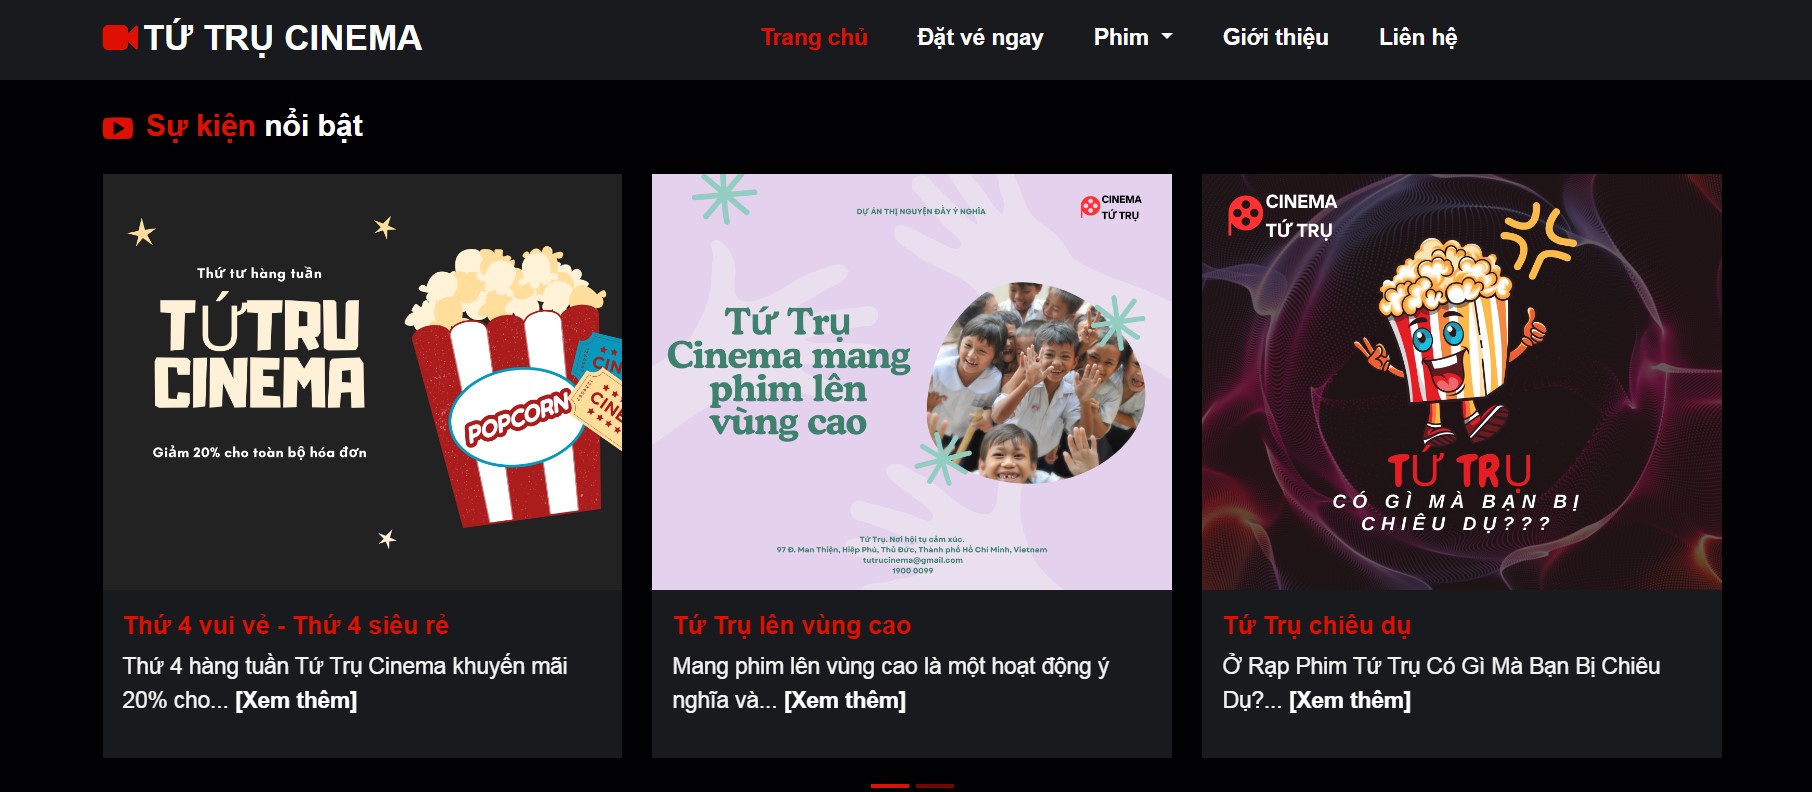 TỨ TRỤ CINEMA
Trang chủ
Đặt vé ngay
Phim
Giới thiệu
Liên hệ
Sự kiện nổi bật
Thứ tư hàng tuần
TỨTRU
CINEMA
Giảm 20% cho toàn bộ hóa đơn
POPCORN
CIN
CINE
Thứ 4 vui vẻ - Thứ 4 siêu rẻ
Thứ 4 hàng tuần Tứ Trụ Cinema khuyến mãi
20% cho... [Xem thêm]
DỰ ÁN THỊ NGUYỆN ĐẦY Ý NGHĨA
CINEMA
TỨ TRỤ
Tứ Trụ
Cinema mang
phim lên
vùng cao
Tứ Trụ. Nơi hội tụ cảm xúc.
97 Đ. Man Thiện, Hiệp Phú, Thủ Đức, Thành phố Hồ Chí Minh, Vietnam
tutrucinema@gmail.com
1900 0099
Tứ Trụ lên vùng cao
Mang phim lên vùng cao là một hoạt động ý
nghĩa và... [Xem thêm]
CINEMA
TỨ TRỤ
TỨ TRỤ
CÓ GÌ MÀ BẠN BỊ
CHIÊU DỤ???
Tứ Trụ chiêu dụ
Ở Rạp Phim Tứ Trụ Có Gì Mà Bạn Bị Chiêu
Dụ?... [Xem thêm]